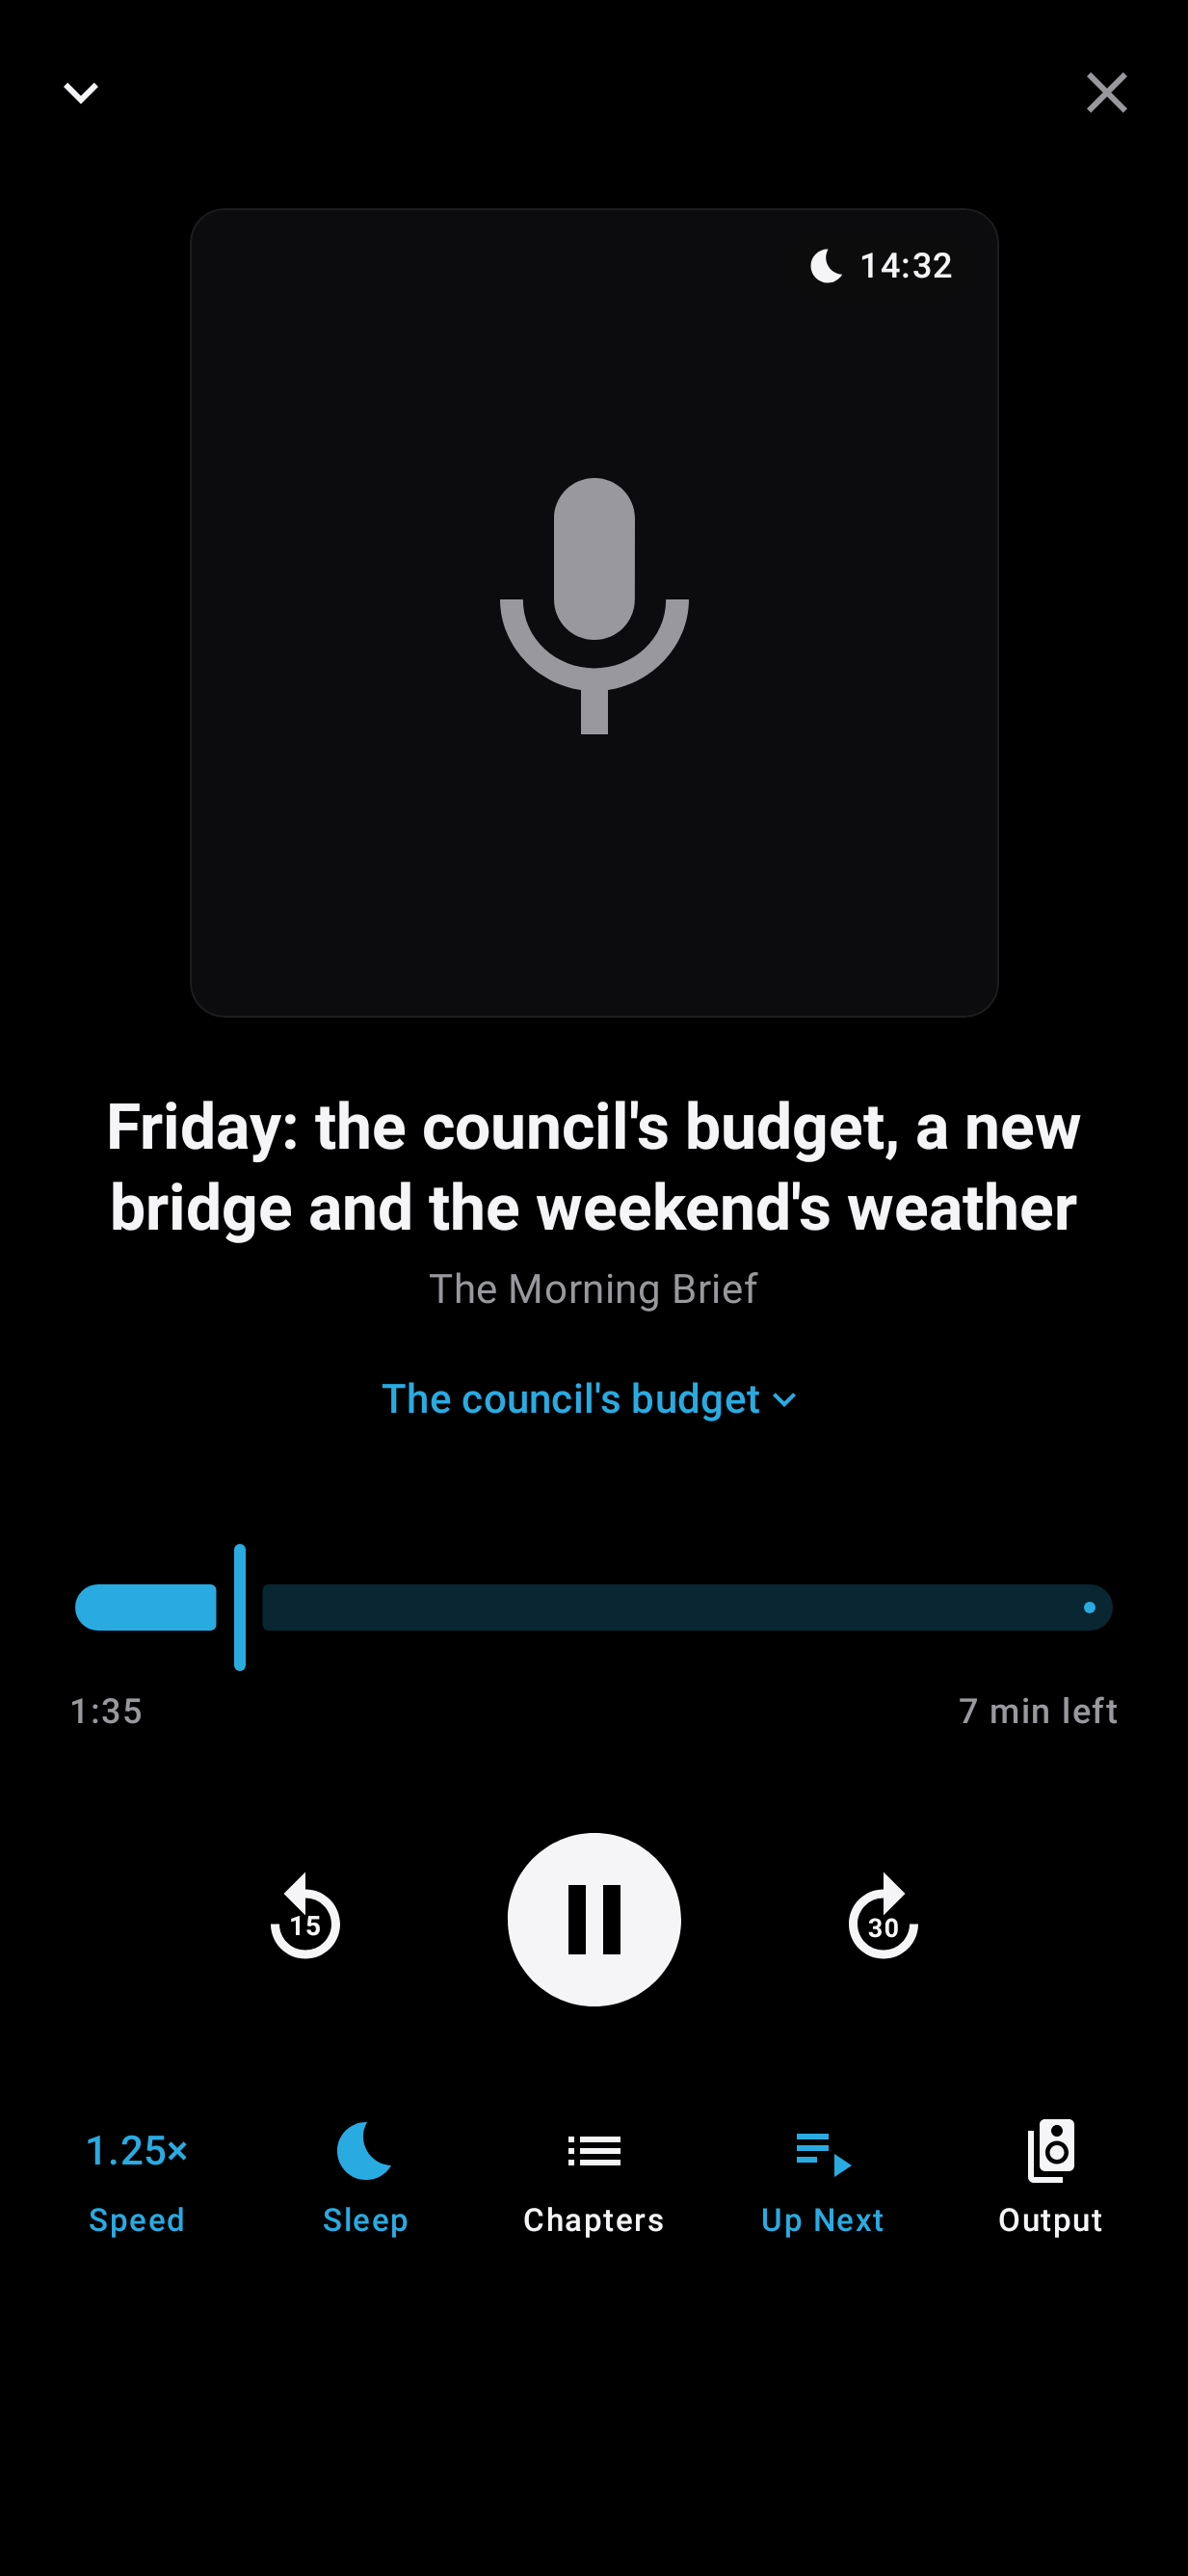 14:32
Friday: the council's budget, a new
bridge and the weekend's weather
The Morning Brief
The council's budget
1:35
7 min left
15
30
1.25×
Speed
Sleep
Chapters
Up Next
Output